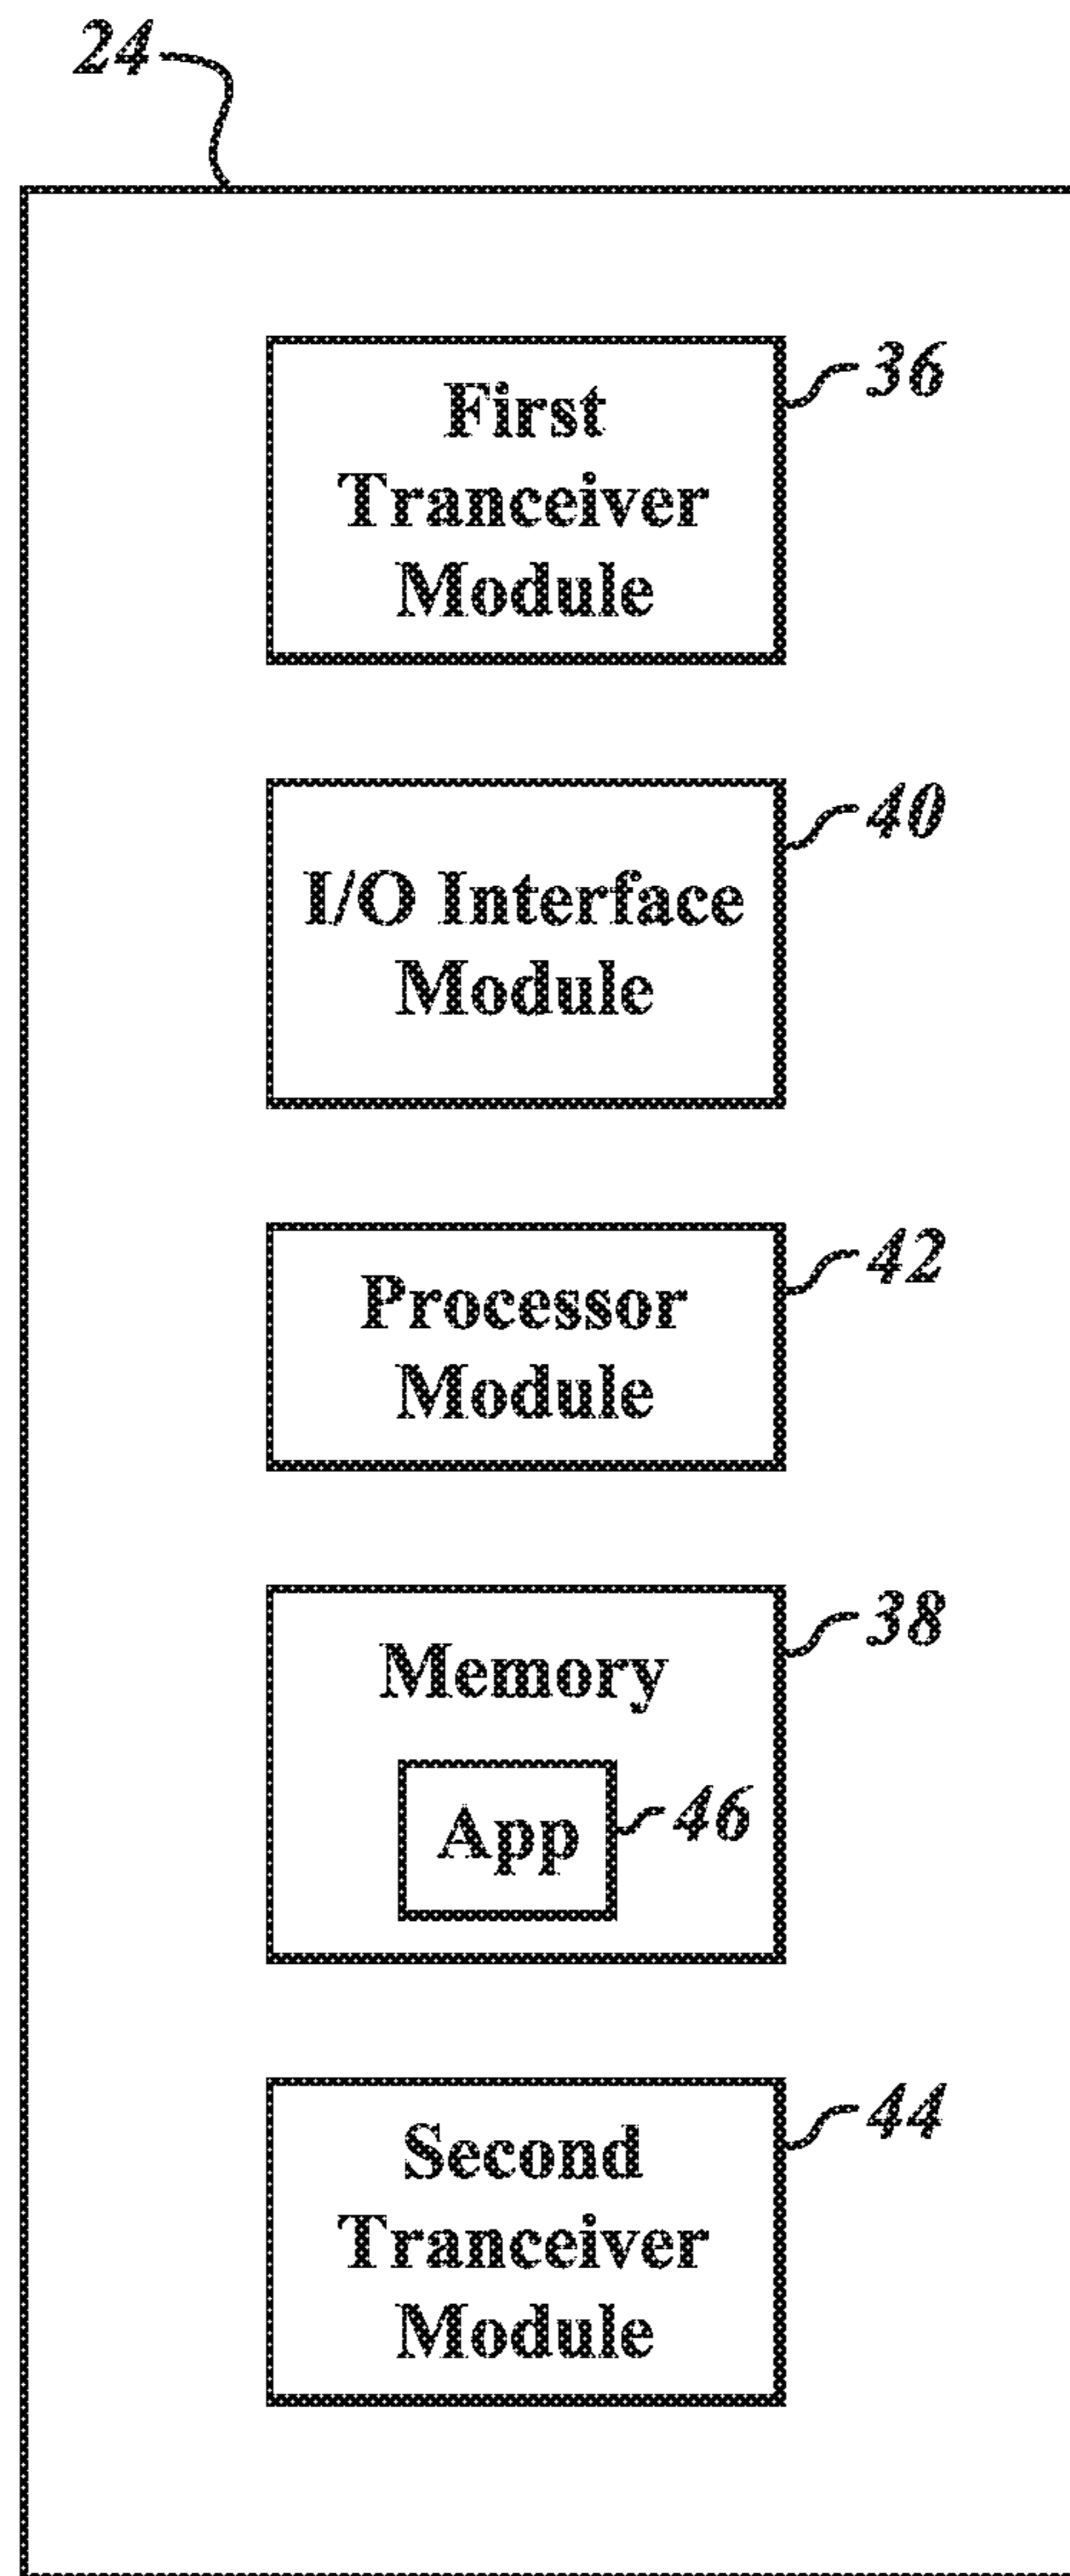 24
First
Tranceiver
Module
36
I/O Interface
Module
40
Processor
Module
42
Memory
38
App
46
Second
Tranceiver
Module
44